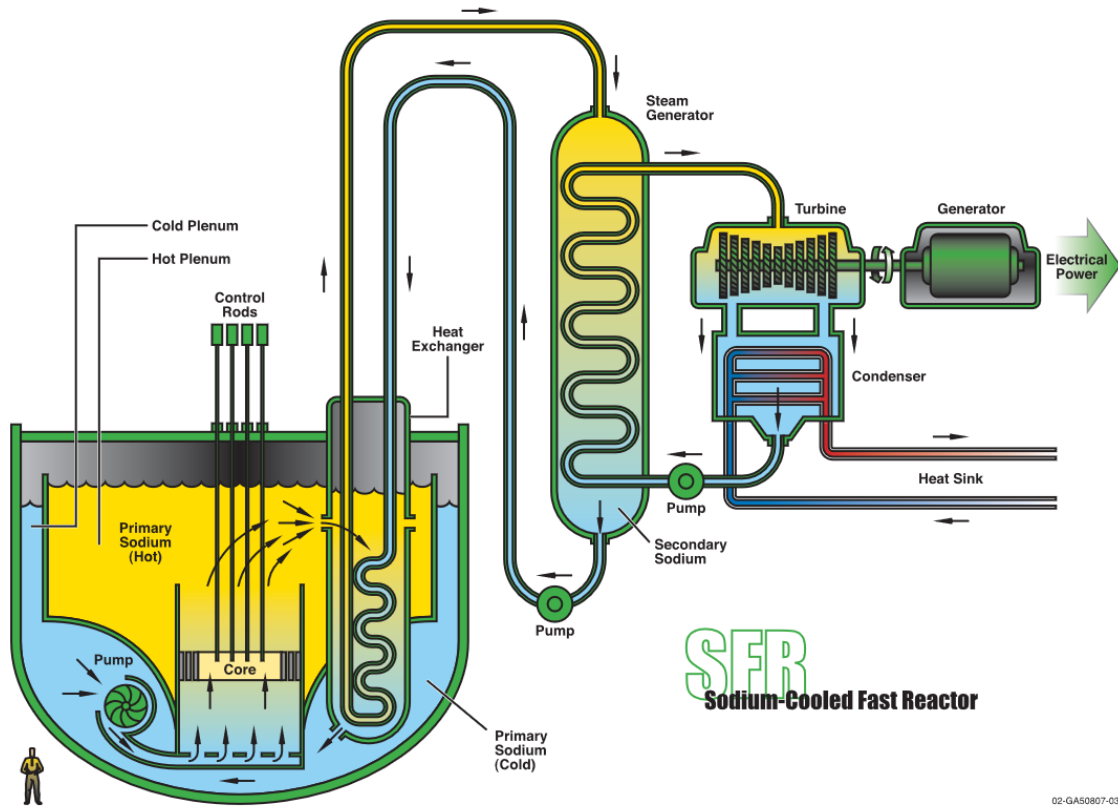 Steam
Generator
Cold Plenum
Hot Plenum
Control
Rods
Heat
Exchanger
Turbine
Generator
Electrical
Power
Condenser
Heat Sink
Pump
Secondary
Sodium
Pump
Primary
Sodium
(Hot)
Pump
Core
Primary
Sodium
(Cold)
SFR
Sodium-Cooled Fast Reactor
02-GA50807-03